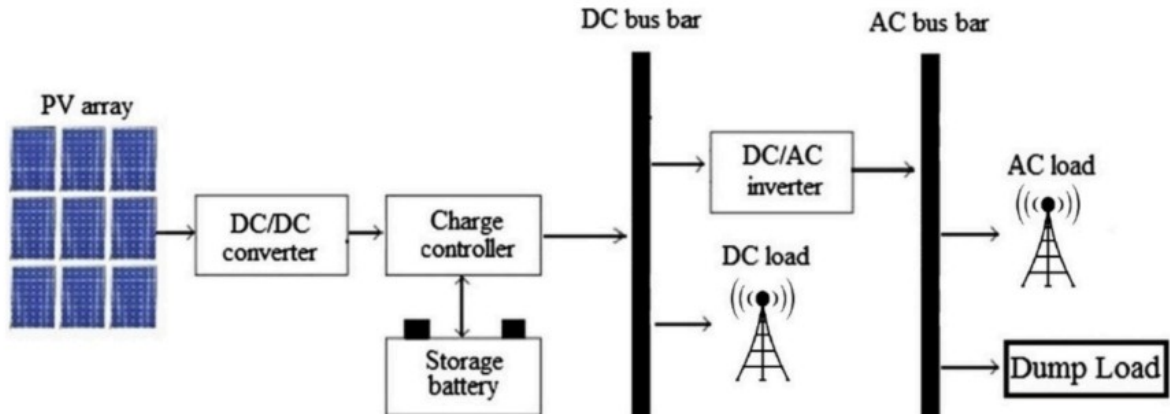 DC bus bar
AC bus bar
PV array
DC/DC
converter
Charge
controller
Storage
battery
DC/AC
inverter
DC load
AC load
Dump Load